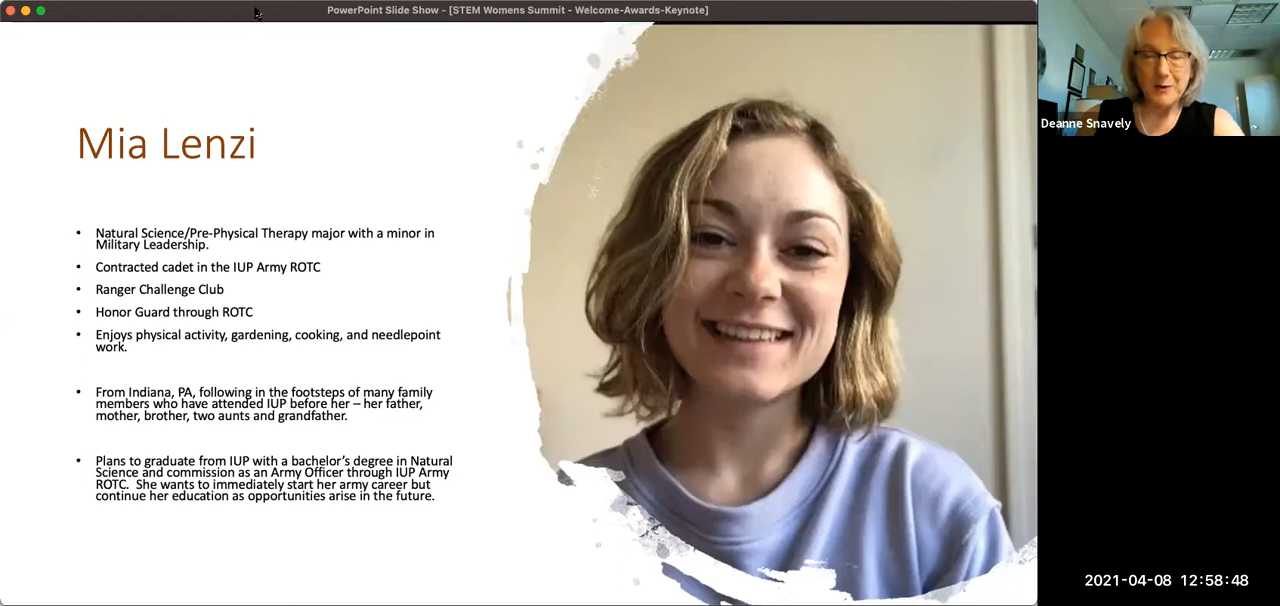 PowerPoint Slide Show - [STEM Womens Summit - Welcome-Awards-Keynote]
Mia Lenzi
• Natural Science/Pre-Physical Therapy major with a minor in
Military Leadership.
• Contracted cadet in the IUP Army ROTC
• Ranger Challenge Club
• Honor Guard through ROTC
• Enjoys physical activity, gardening, cooking, and needlepoint
work.
• From Indiana, PA, following in the footsteps of many family
members who have attended IUP before her – her father,
mother, brother, two aunts and grandfather.
• Plans to graduate from IUP with a bachelor’s degree in Natural
Science and commission as an Army Officer through IUP Army
ROTC.  She wants to immediately start her army career but
continue her education as opportunities arise in the future.
Deanne Snavely
2021-04-08 12:58:48